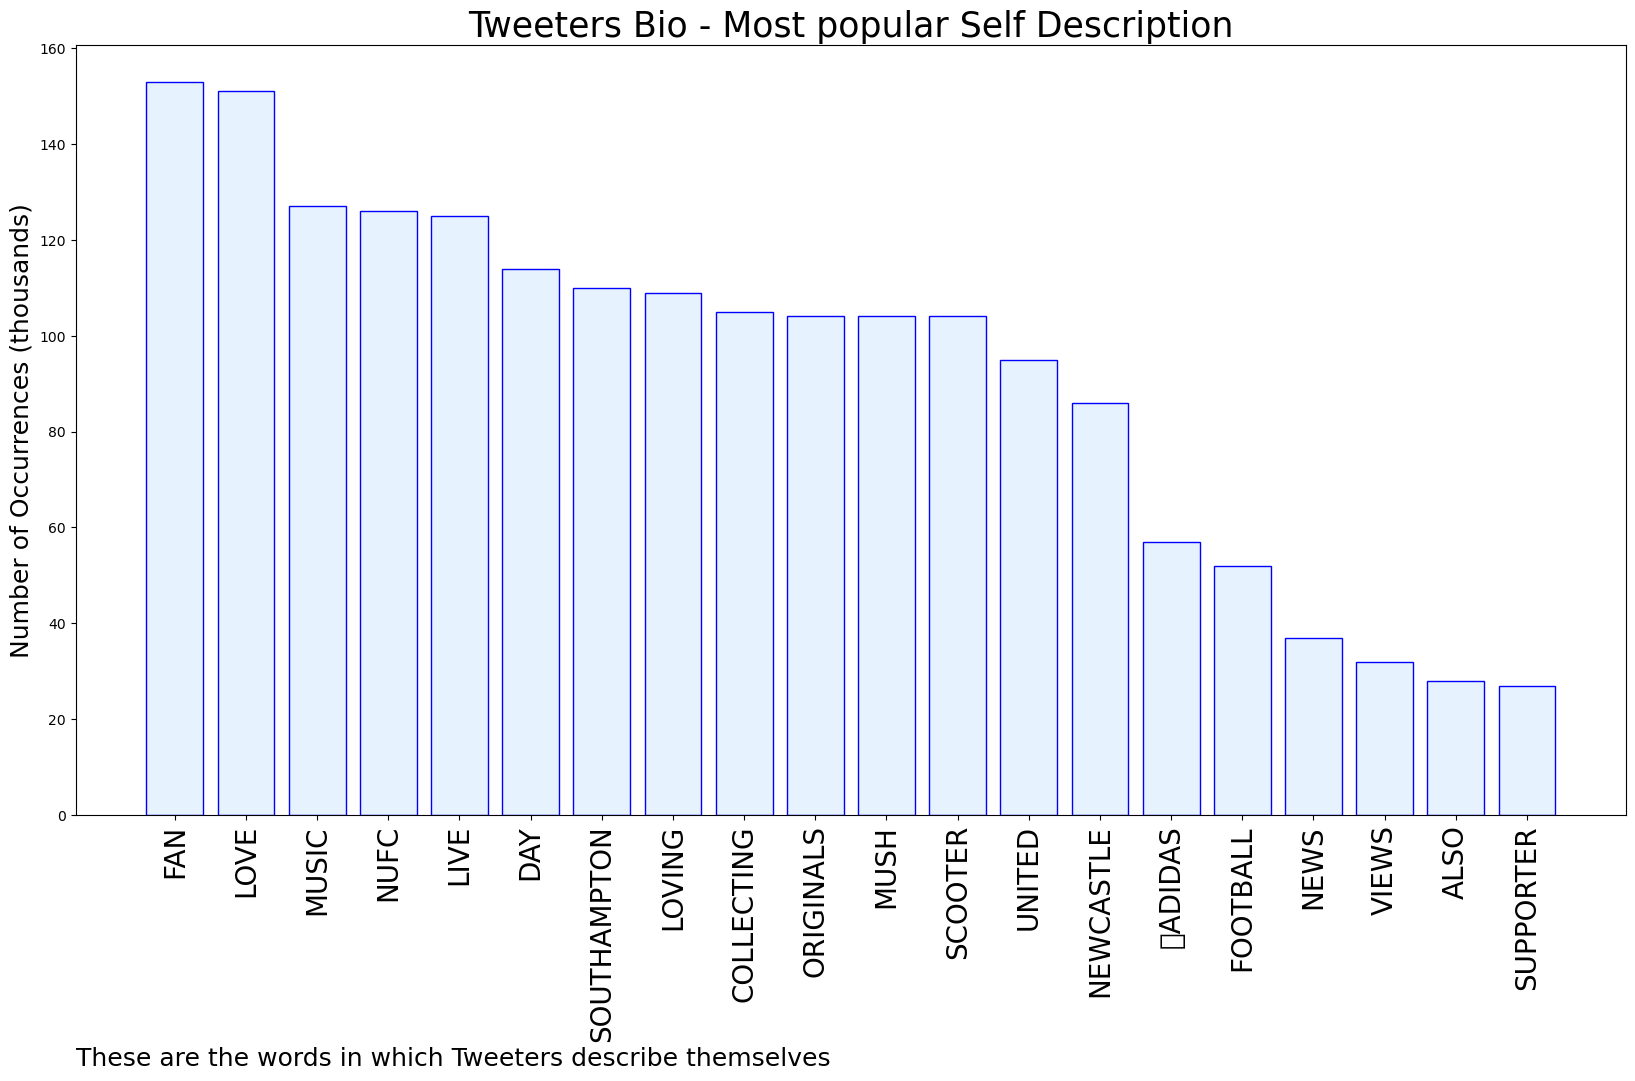 Tweeters Bio - Most popular Self Description
Number of Occurrences (thousands)
160
140
120
100
80
60
40
20
0
FAN
LOVE
MUSIC
NUFC
LIVE
DAY
SOUTHAMPTON
LOVING
COLLECTING
ORIGINALS
MUSH
SCOOTER
UNITED
NEWCASTLE
▯ADIDAS
FOOTBALL
NEWS
VIEWS
ALSO
SUPPORTER
These are the words in which Tweeters describe themselves